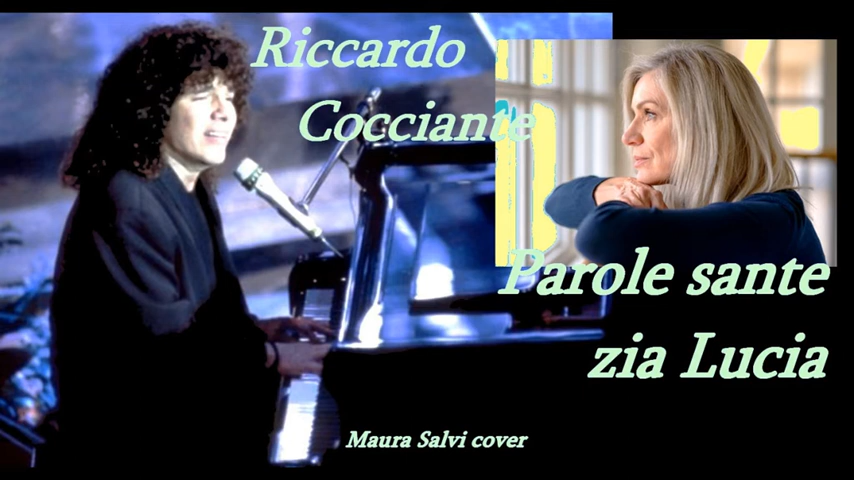 Riccardo
Cocciante
Parole sante
zia Lucia
Maura Salvi cover